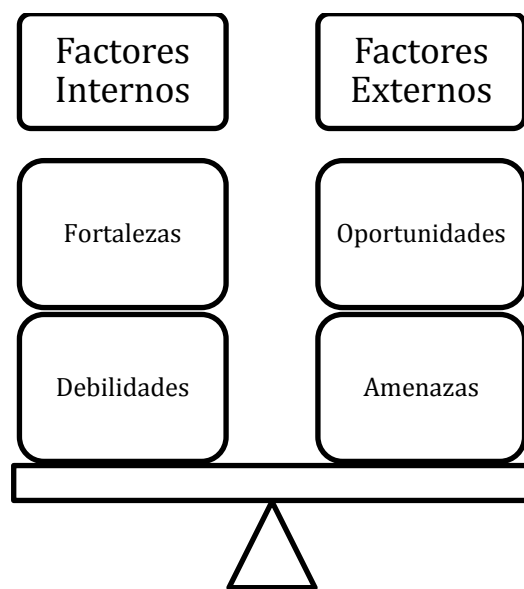 Factores
Internos
Factores
Externos
Fortalezas
Oportunidades
Debilidades
Amenazas